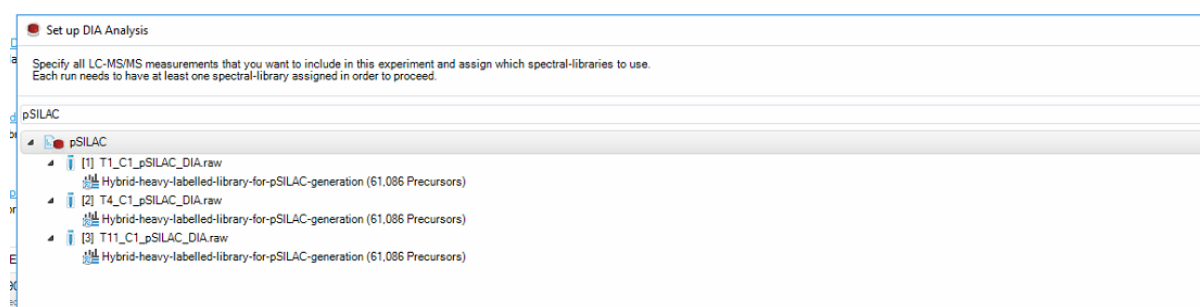 Set up DIA Analysis
Specify all LC-MS/MS measurements that you want to include in this experiment and assign which spectral-libraries to use.
Each run needs to have at least one spectral-library assigned in order to proceed.
pSILAC
pSILAC
[1] T1_C1_pSILAC_DIA.raw
Hybrid-heavy-labelled-library-for-pSILAC-generation (61,086 Precursors)
[2] T4_C1_pSILAC_DIA.raw
Hybrid-heavy-labelled-library-for-pSILAC-generation (61,086 Precursors)
[3] T11_C1_pSILAC_DIA.raw
Hybrid-heavy-labelled-library-for-pSILAC-generation (61,086 Precursors)